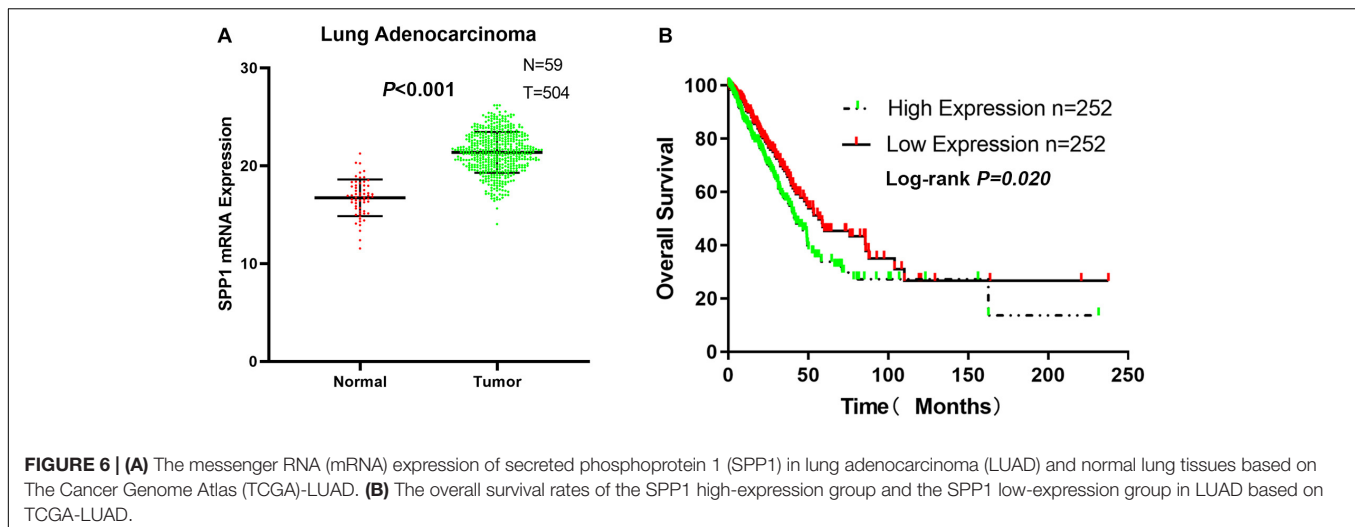 A
Lung Adenocarcinoma
N=59
T=504
P<0.001
SPP1 mRNA Expression
30
20
10
0
Normal
Tumor
B
High Expression n=252
Low Expression n=252
Log-rank P=0.020
Overall Survival
100
80
60
40
20
0
0 50 100 150 200 250
Time( Months)
FIGURE 6 | (A) The messenger RNA (mRNA) expression of secreted phosphoprotein 1 (SPP1) in lung adenocarcinoma (LUAD) and normal lung tissues based on
The Cancer Genome Atlas (TCGA)-LUAD. (B) The overall survival rates of the SPP1 high-expression group and the SPP1 low-expression group in LUAD based on
TCGA-LUAD.